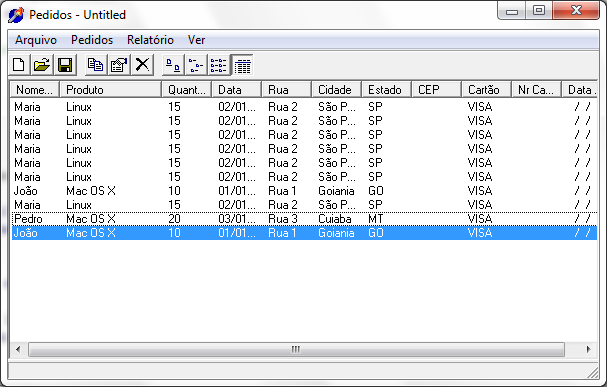 Pedidos - Untitled
Arquivo Pedidos Relatório Ver
Nome... Produto Quant... Data Rua Cidade Estado CEP Cartão Nr Ca... Data ...
Maria Linux 15 02/01... Rua 2 São P... SP VISA / /
Maria Linux 15 02/01... Rua 2 São P... SP VISA / /
Maria Linux 15 02/01... Rua 2 São P... SP VISA / /
Maria Linux 15 02/01... Rua 2 São P... SP VISA / /
Maria Linux 15 02/01... Rua 2 São P... SP VISA / /
Maria Linux 15 02/01... Rua 2 São P... SP VISA / /
João Mac OS X 10 01/01... Rua 1 Goiania GO VISA / /
Maria Linux 15 02/01... Rua 2 São P... SP VISA / /
Pedro Mac OS X 20 03/01... Rua 3 Cuiaba MT VISA / /
João Mac OS X 10 01/01... Rua 1 Goiania GO VISA / /